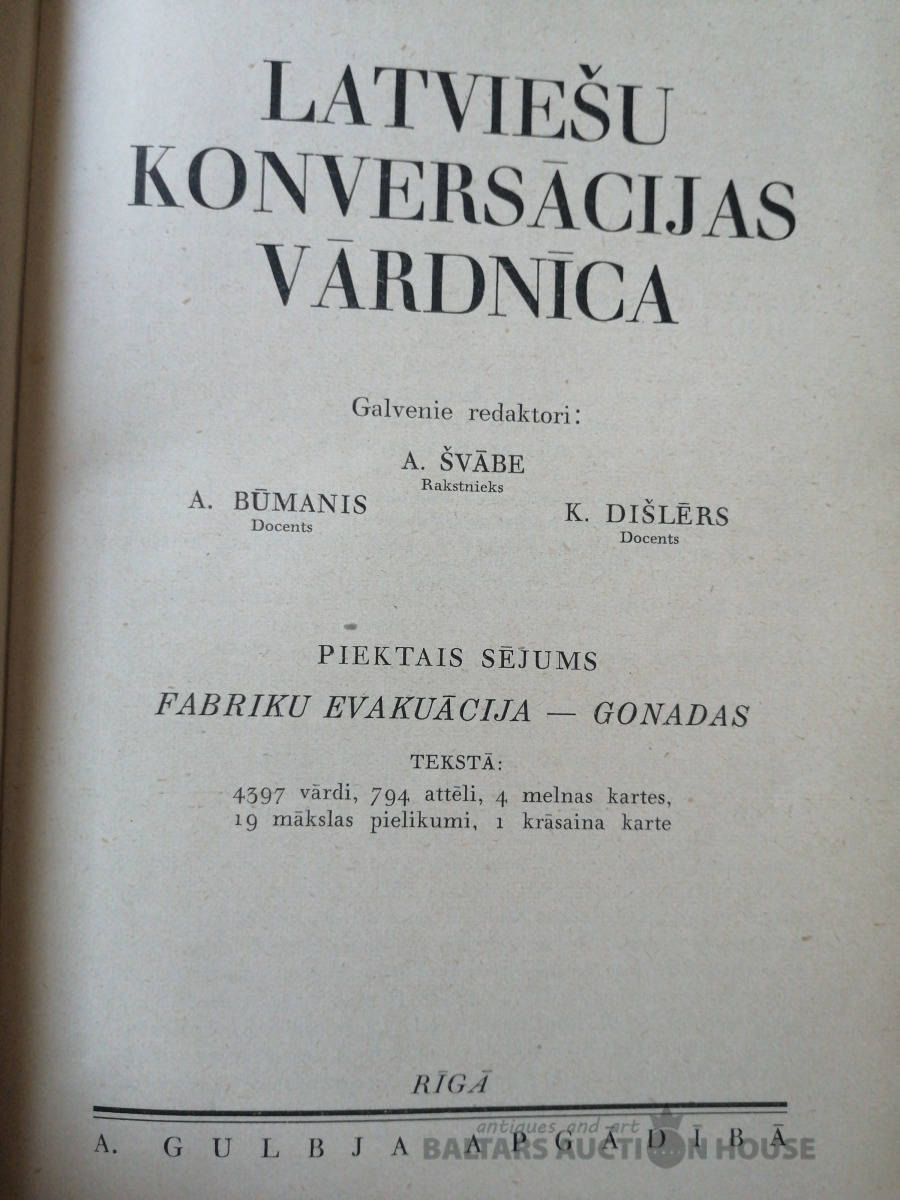 LATVIEŠU
KONVERSĀCIJAS
VĀRDNĪCA
Galvenie redaktori:
A. ŠVĀBE
Rakstnieks
A. BŪMANIS
Docents
K. DIŠLĒRS
Docents
PIEKTAIS SĒJUMS
FABRIKU EVAKUĀCIJA — GONADAS
TEKSTĀ:
4397 vārdi, 794 attēli, 4 melnas kartes,
19 mākslas pielikumi, 1 krāsaina karte
RĪGĀ
A. GULBJA APGĀDĪBĀ
antiques and art
BALTARS AUCTION HOUSE